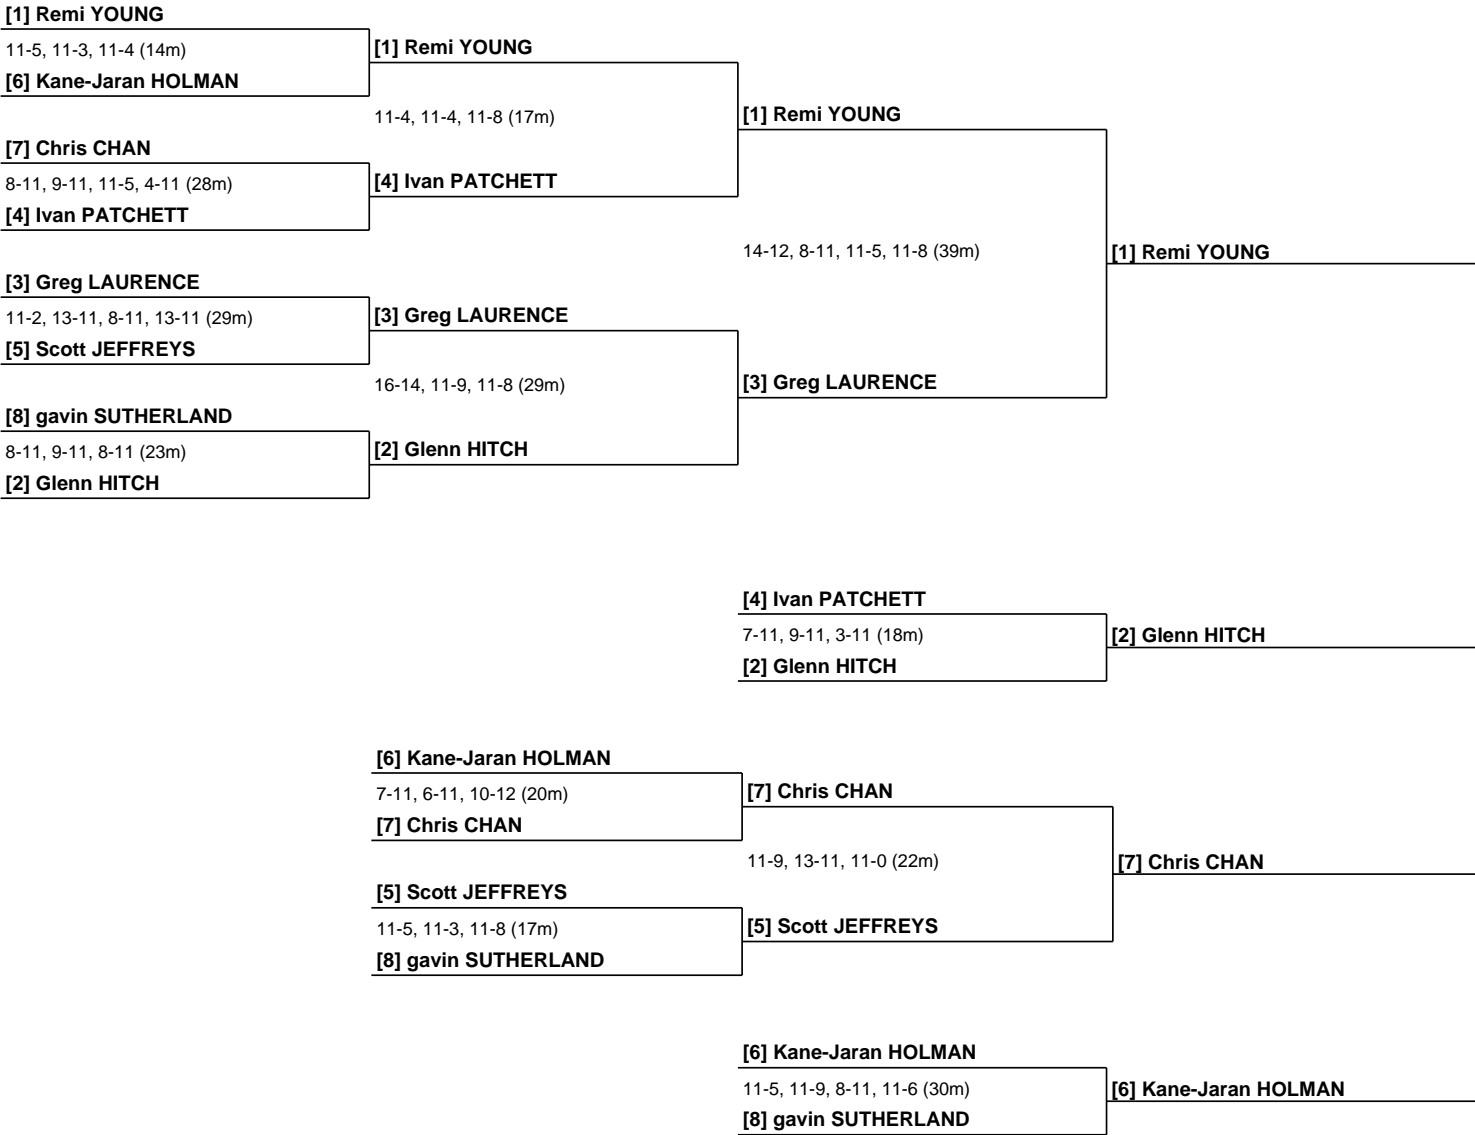 [1] Remi YOUNG
11-5, 11-3, 11-4 (14m)
[1] Remi YOUNG
[6] Kane-Jaran HOLMAN
11-4, 11-4, 11-8 (17m)
[1] Remi YOUNG
[7] Chris CHAN
8-11, 9-11, 11-5, 4-11 (28m)
[4] Ivan PATCHETT
[4] Ivan PATCHETT
14-12, 8-11, 11-5, 11-8 (39m)
[1] Remi YOUNG
[3] Greg LAURENCE
11-2, 13-11, 8-11, 13-11 (29m)
[3] Greg LAURENCE
[5] Scott JEFFREYS
16-14, 11-9, 11-8 (29m)
[3] Greg LAURENCE
[8] gavin SUTHERLAND
8-11, 9-11, 8-11 (23m)
[2] Glenn HITCH
[2] Glenn HITCH
[4] Ivan PATCHETT
7-11, 9-11, 3-11 (18m)
[2] Glenn HITCH
[2] Glenn HITCH
[6] Kane-Jaran HOLMAN
7-11, 6-11, 10-12 (20m)
[7] Chris CHAN
[7] Chris CHAN
11-9, 13-11, 11-0 (22m)
[7] Chris CHAN
[5] Scott JEFFREYS
11-5, 11-3, 11-8 (17m)
[5] Scott JEFFREYS
[8] gavin SUTHERLAND
[6] Kane-Jaran HOLMAN
11-5, 11-9, 8-11, 11-6 (30m)
[6] Kane-Jaran HOLMAN
[8] gavin SUTHERLAND